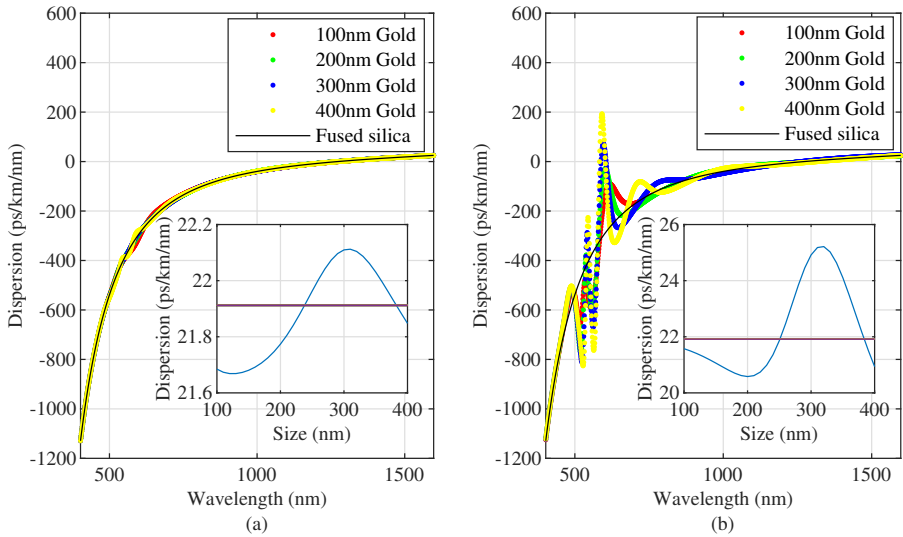 600
400
200
0
-200
-400
-600
-800
-1000
-1200
Dispersion (ps/km/nm)
100nm Gold
200nm Gold
300nm Gold
400nm Gold
Fused silica
22.2
22
21.8
21.6
Dispersion (ps/km/nm)
100 200 300 400
Size (nm)
500 1000 1500
Wavelength (nm)
(a)
600
400
200
0
-200
-400
-600
-800
-1000
-1200
Dispersion (ps/km/nm)
100nm Gold
200nm Gold
300nm Gold
400nm Gold
Fused silica
26
24
22
20
Dispersion (ps/km/nm)
100 200 300 400
Size (nm)
500 1000 1500
Wavelength (nm)
(b)